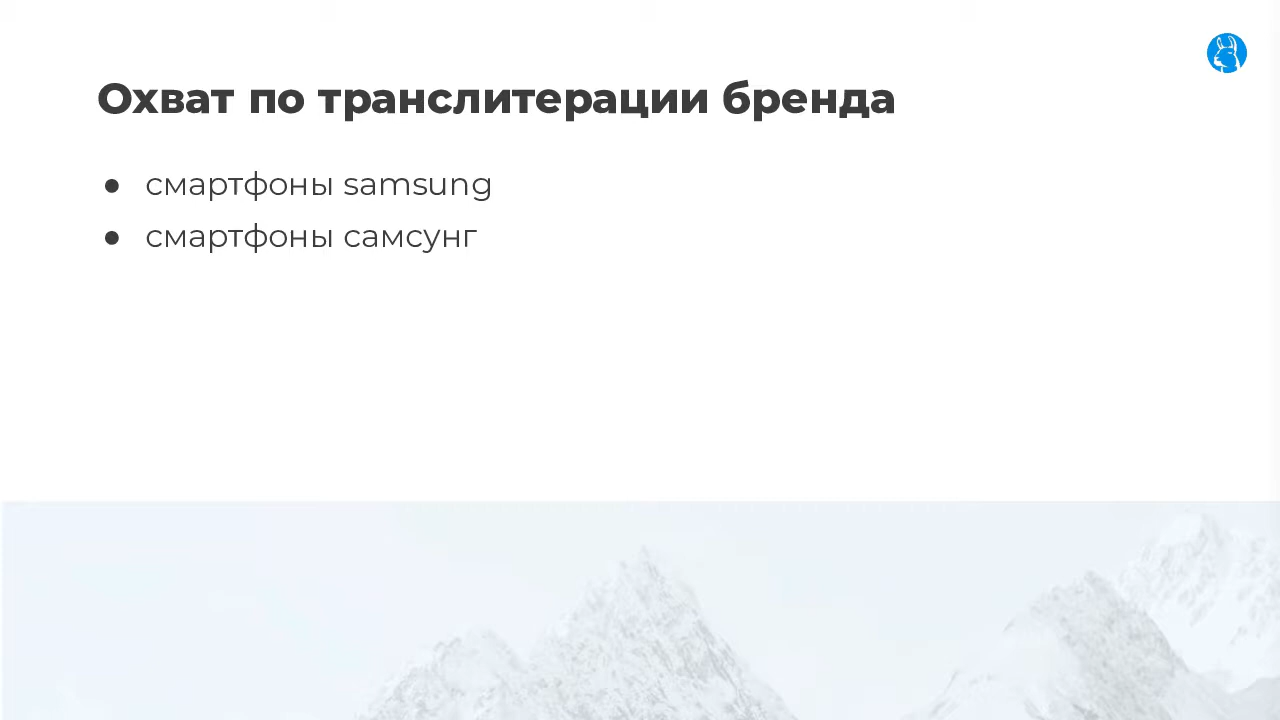 Охват по транслитерации бренда
● смартфоны samsung
● смартфоны самсунг